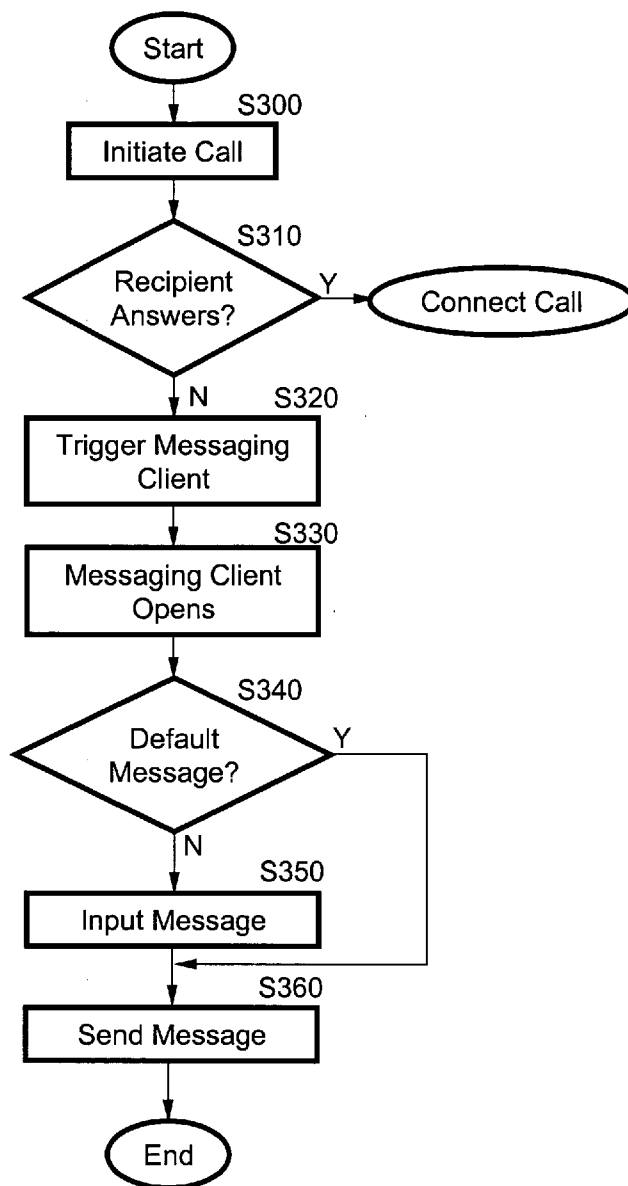 Start
S300
Initiate Call
S310
Recipient
Answers?
Y
Connect Call
N
S320
Trigger Messaging
Client
S330
Messaging Client
Opens
S340
Default
Message?
Y
N
S350
Input Message
S360
Send Message
End